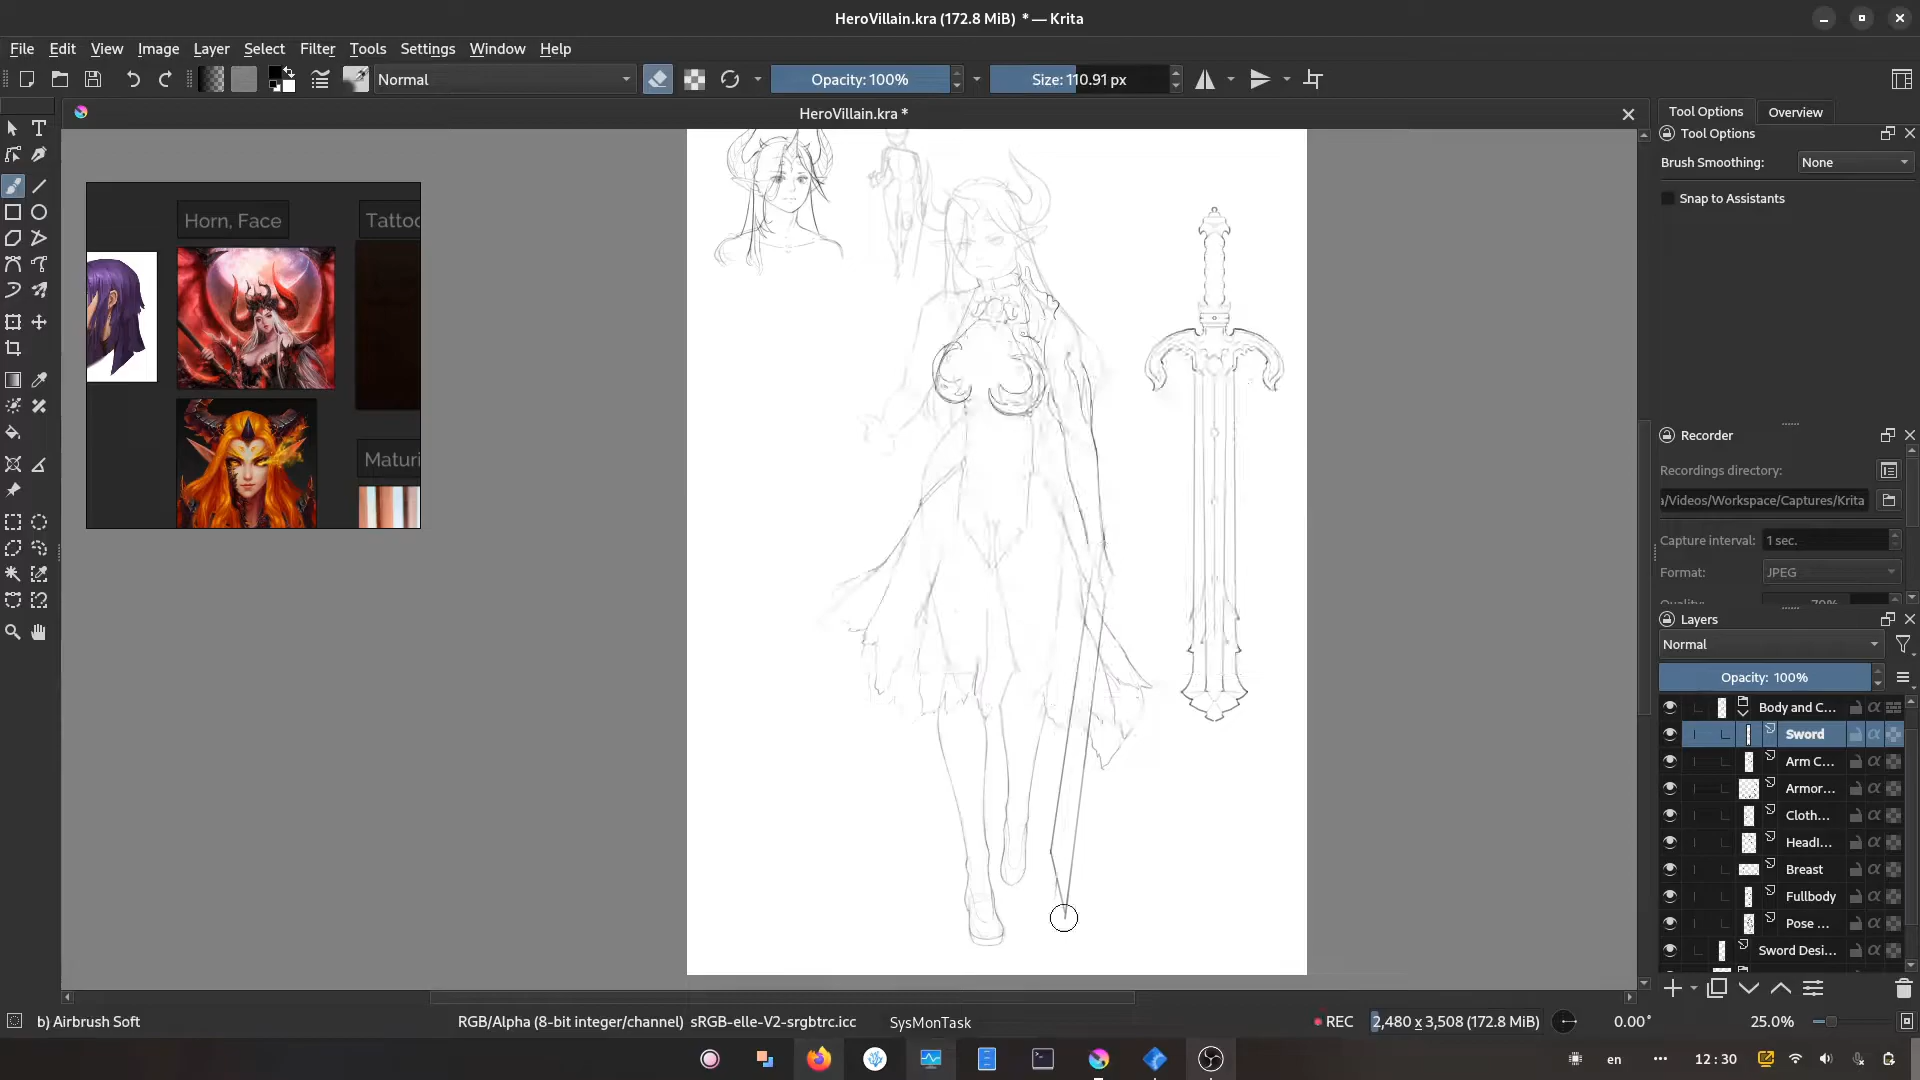 HeroVillain.kra (172.8 MiB) * — Krita
File Edit View Image Layer Select Filter Tools Settings Window Help
Normal
Opacity: 100%
Size: 110.91 px
HeroVillain.kra *
Tool Options Overview
Tool Options
Brush Smoothing: None
Snap to Assistants
Horn, Face
Tattoo
Maturi
Recorder
Recordings directory:
/Videos/Workspace/Captures/Krita
Capture interval: 1 sec.
Format: JPEG
Layers
Normal
Opacity: 100%
Body and C...
Sword
Arm C...
Armor...
Cloth...
HeadI...
Breast
Fullbody
Pose ...
Sword Desi...
b) Airbrush Soft
RGB/Alpha (8-bit integer/channel) sRGB-elle-V2-srgbtrc.icc
SysMonTask
REC
2,480 x 3,508 (172.8 MiB)
0.00°
25.0%
en
12 : 30